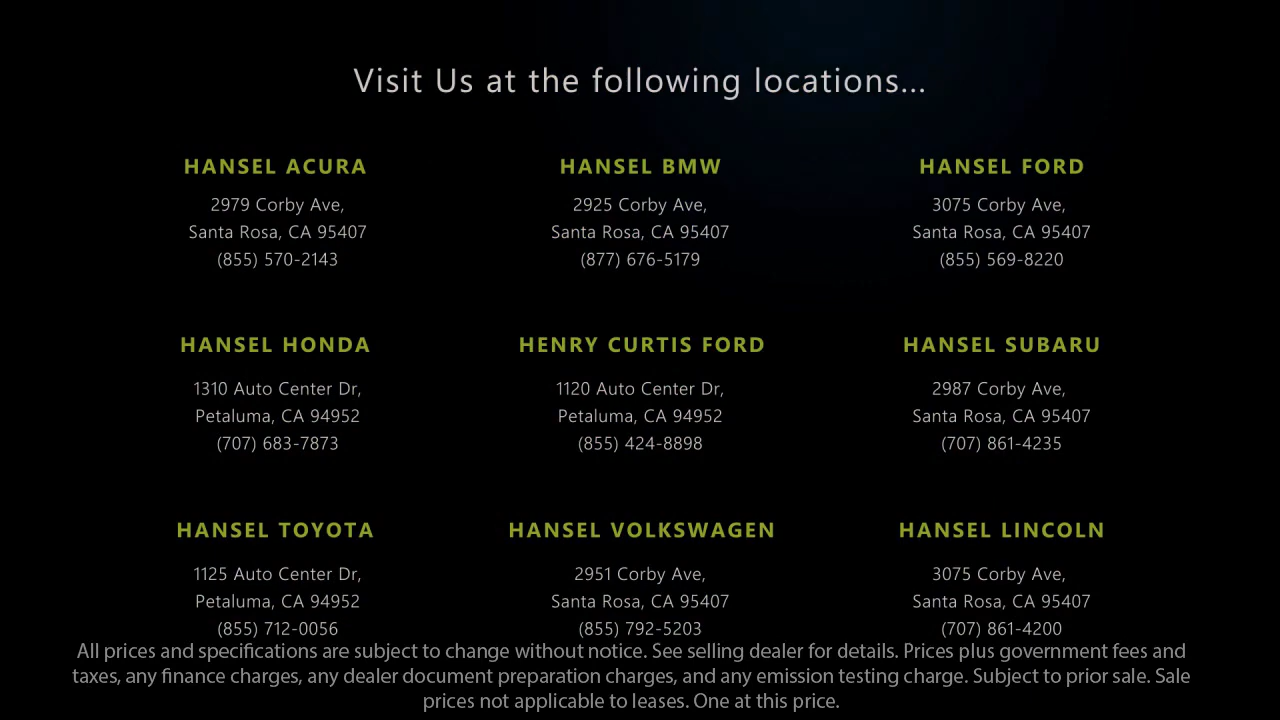 Visit Us at the following locations...
HANSEL ACURA
2979 Corby Ave,
Santa Rosa, CA 95407
(855) 570-2143
HANSEL BMW
2925 Corby Ave,
Santa Rosa, CA 95407
(877) 676-5179
HANSEL FORD
3075 Corby Ave,
Santa Rosa, CA 95407
(855) 569-8220
HANSEL HONDA
1310 Auto Center Dr,
Petaluma, CA 94952
(707) 683-7873
HENRY CURTIS FORD
1120 Auto Center Dr,
Petaluma, CA 94952
(855) 424-8898
HANSEL SUBARU
2987 Corby Ave,
Santa Rosa, CA 95407
(707) 861-4235
HANSEL TOYOTA
1125 Auto Center Dr,
Petaluma, CA 94952
(855) 712-0056
HANSEL VOLKSWAGEN
2951 Corby Ave,
Santa Rosa, CA 95407
(855) 792-5203
HANSEL LINCOLN
3075 Corby Ave,
Santa Rosa, CA 95407
(707) 861-4200
All prices and specifications are subject to change without notice. See selling dealer for details. Prices plus government fees and
taxes, any finance charges, any dealer document preparation charges, and any emission testing charge. Subject to prior sale. Sale
prices not applicable to leases. One at this price.